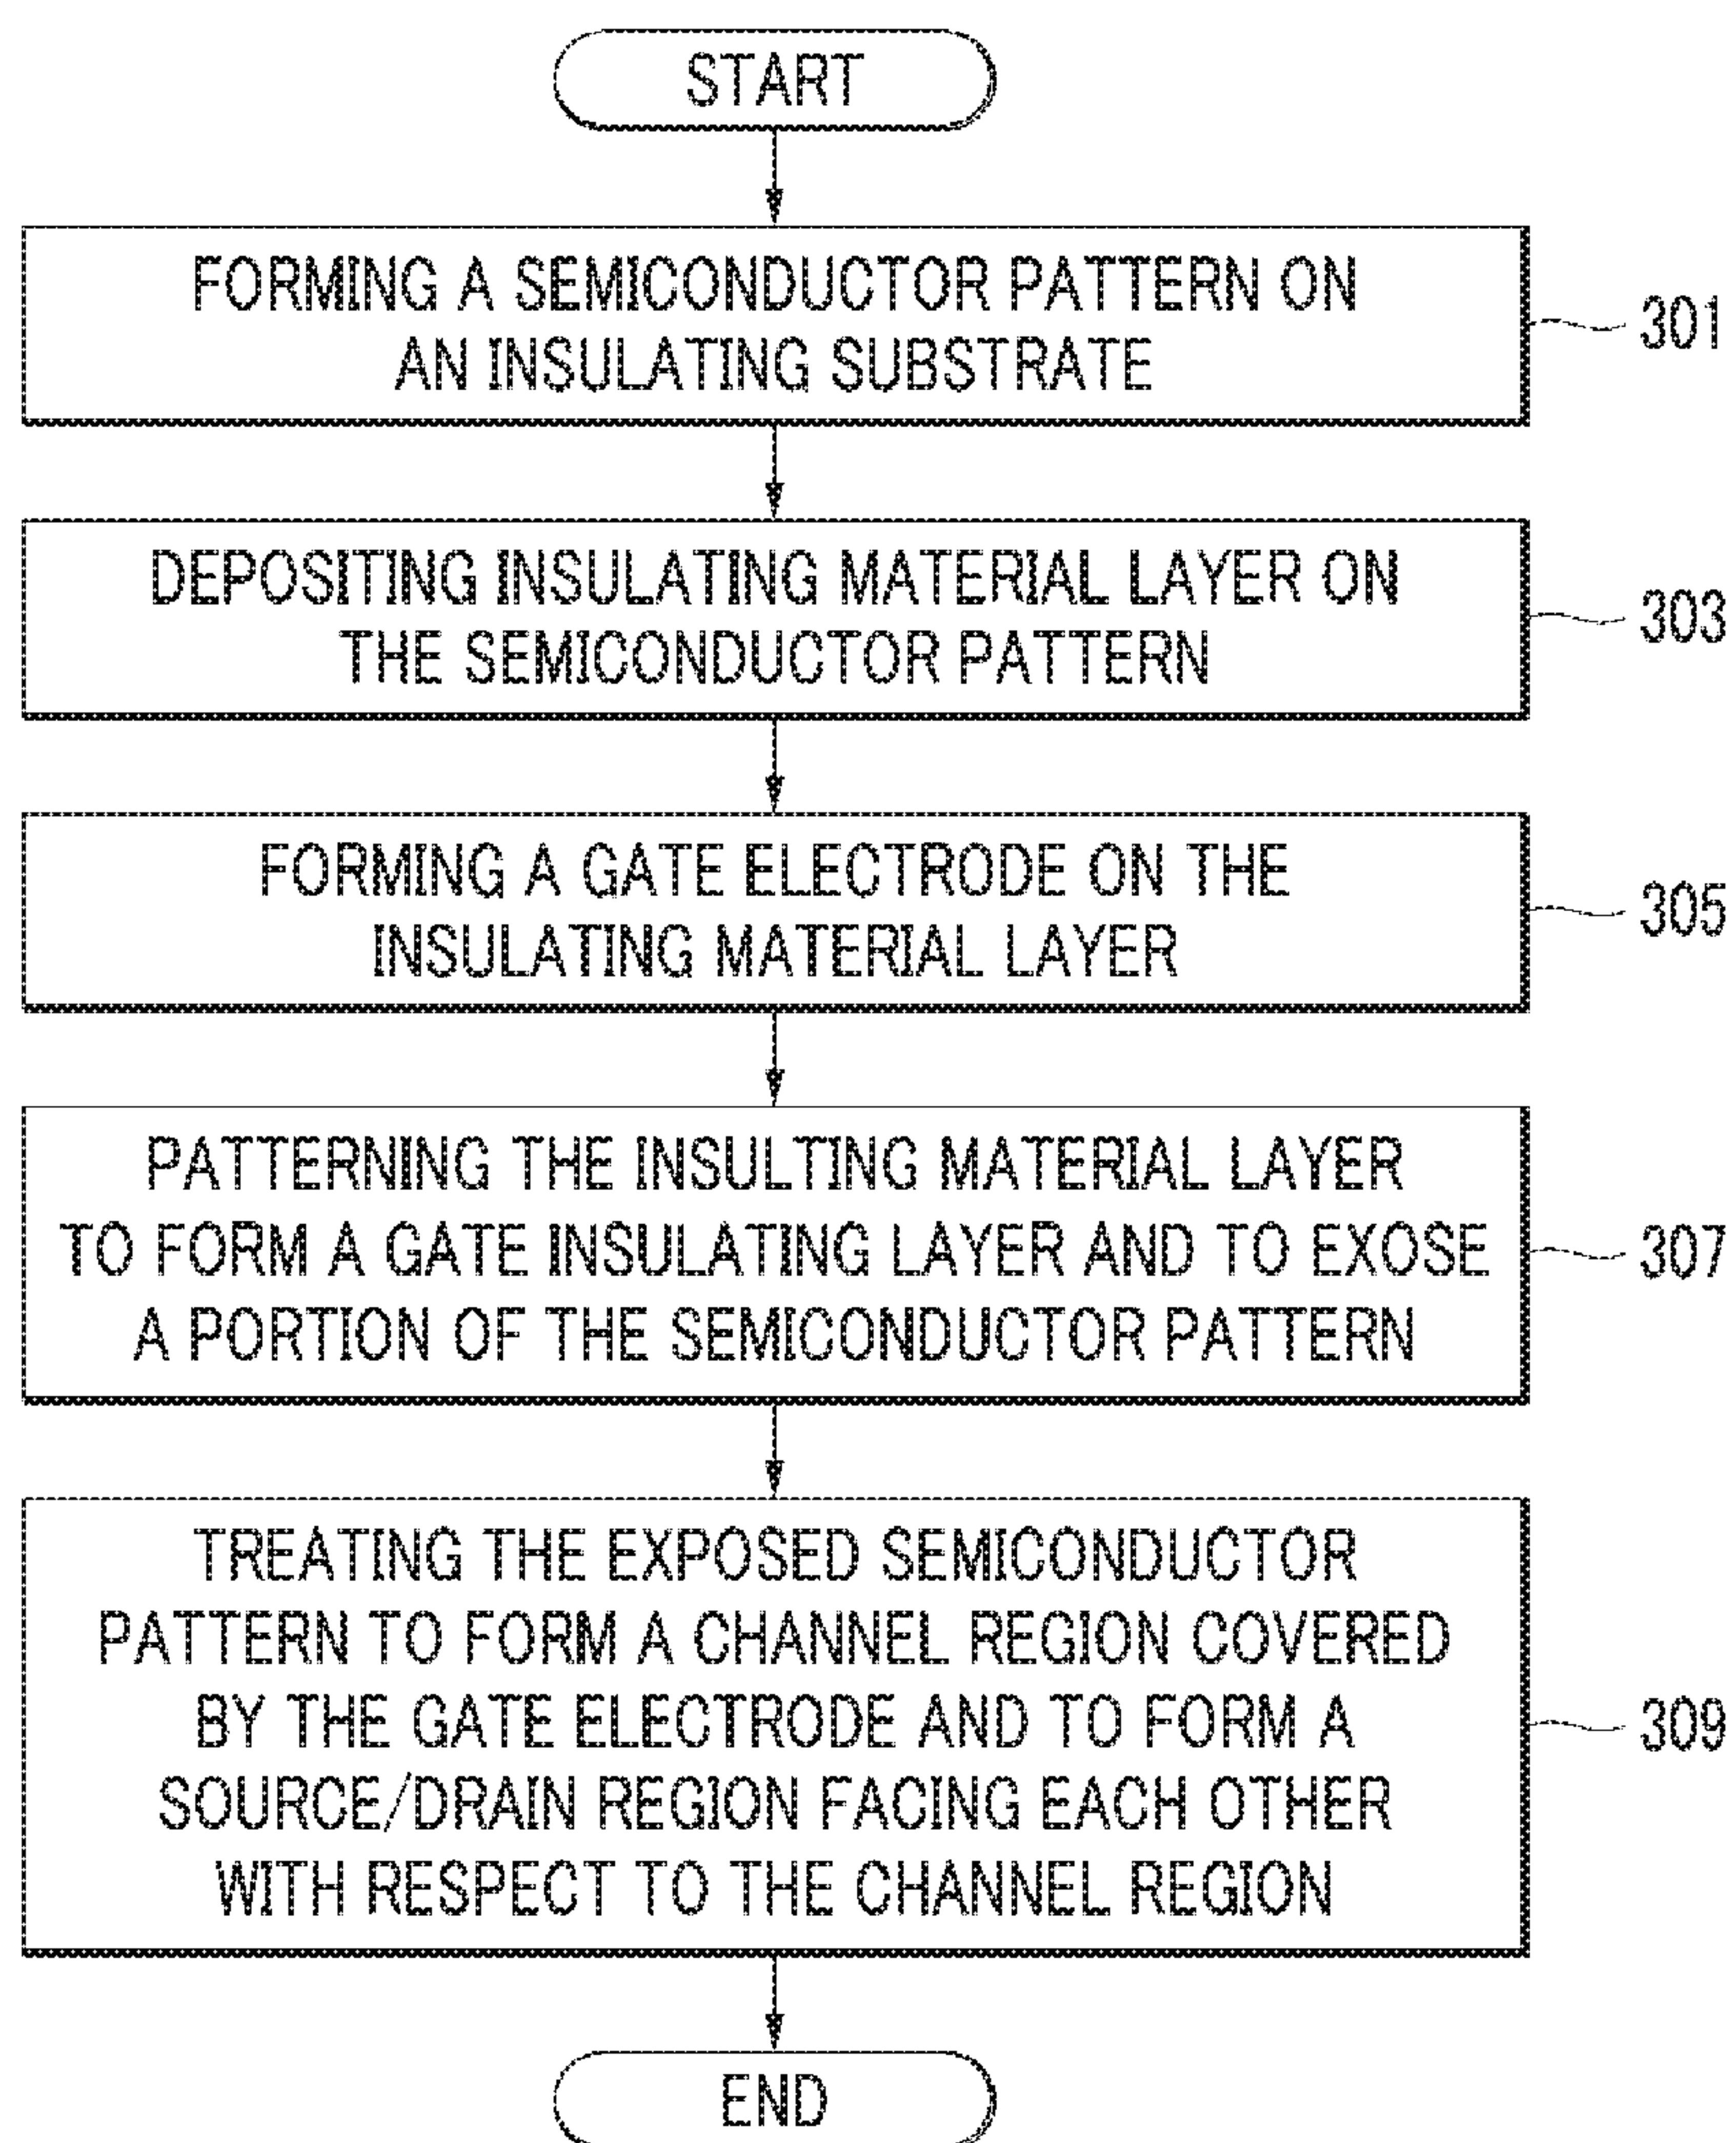 START
FORMING A SEMICONDUCTOR PATTERN ON
AN INSULATING SUBSTRATE
301
DEPOSITING INSULATING MATERIAL LAYER ON
THE SEMICONDUCTOR PATTERN
303
FORMING A GATE ELECTRODE ON THE
INSULATING MATERIAL LAYER
305
PATTERNING THE INSULTING MATERIAL LAYER
TO FORM A GATE INSULATING LAYER AND TO EXOSE
A PORTION OF THE SEMICONDUCTOR PATTERN
307
TREATING THE EXPOSED SEMICONDUCTOR
PATTERN TO FORM A CHANNEL REGION COVERED
BY THE GATE ELECTRODE AND TO FORM A
SOURCE/DRAIN REGION FACING EACH OTHER
WITH RESPECT TO THE CHANNEL REGION
309
END